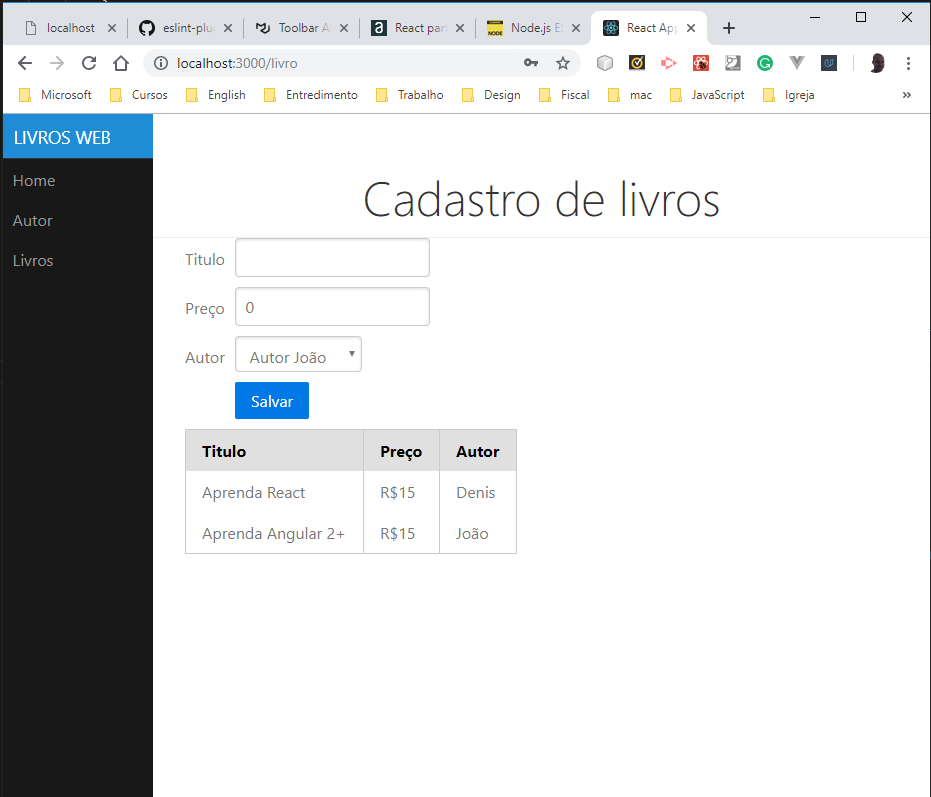 localhost
eslint-plu
Toolbar A
React par
Node.js E
React App
localhost:3000/livro
Microsoft
Cursos
English
Entredimento
Trabalho
Design
Fiscal
mac
JavaScript
Igreja
»
LIVROS WEB
Home
Autor
Livros
Cadastro de livros
Titulo
Preço 0
Autor Autor João
Salvar
Titulo Preço Autor
Aprenda React R$15 Denis
Aprenda Angular 2+ R$15 João